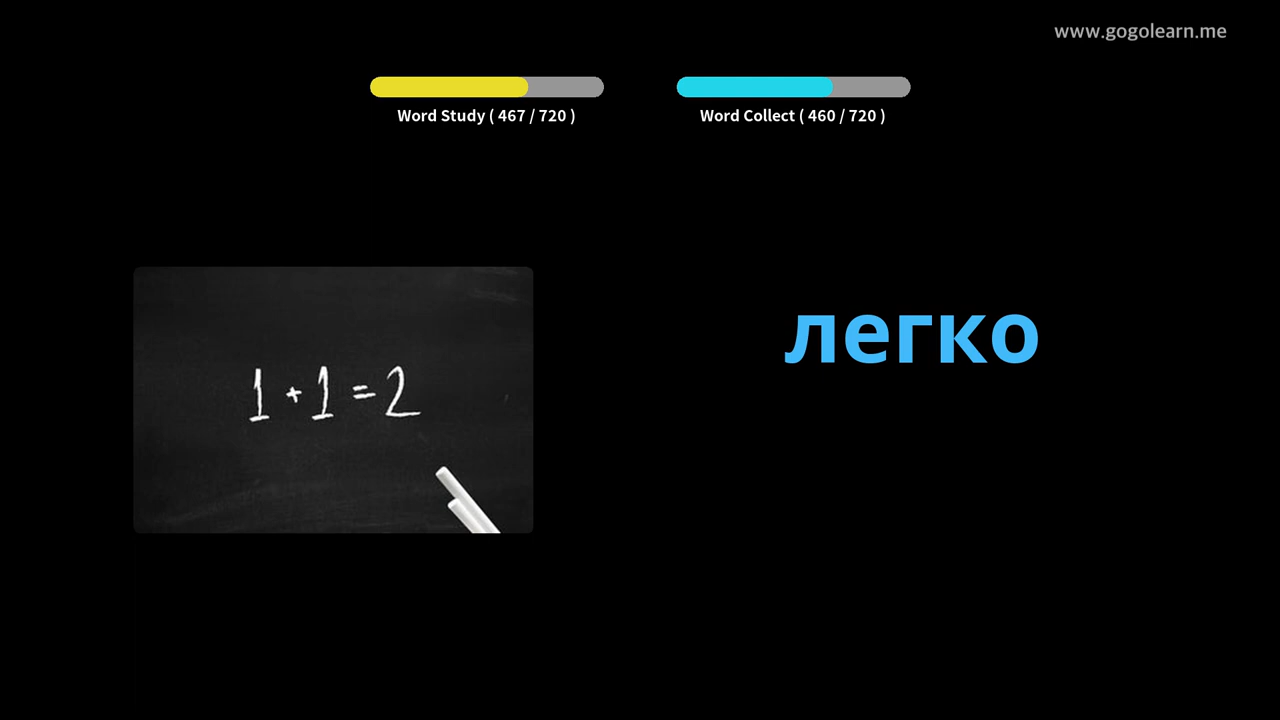 www.gogolearn.me
Word Study ( 467 / 720 )
Word Collect ( 460 / 720 )
1 + 1 = 2
легко